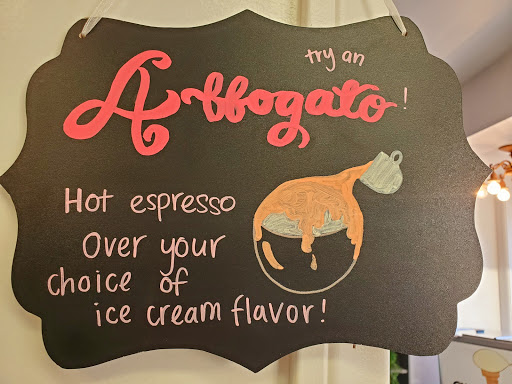 try an
Affogato!
Hot espresso
Over your
choice of
ice cream flavor!